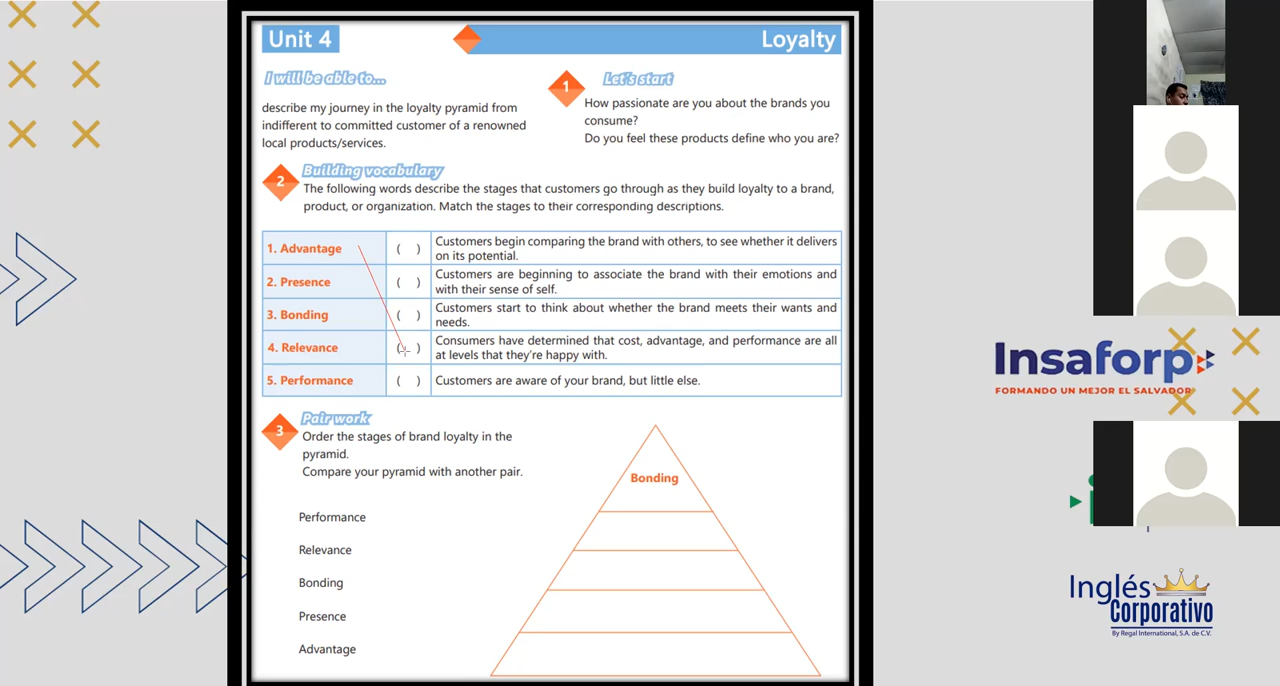 Unit 4
Loyalty
I will be able to...
describe my journey in the loyalty pyramid from
indifferent to committed customer of a renowned
local products/services.
1
Let's start
How passionate are you about the brands you
consume?
Do you feel these products define who you are?
2
Building vocabulary
The following words describe the stages that customers go through as they build loyalty to a brand,
product, or organization. Match the stages to their corresponding descriptions.
1. Advantage ( ) Customers begin comparing the brand with others, to see whether it delivers
on its potential.
2. Presence ( ) Customers are beginning to associate the brand with their emotions and
with their sense of self.
3. Bonding ( ) Customers start to think about whether the brand meets their wants and
needs.
4. Relevance ( ) Consumers have determined that cost, advantage, and performance are all
at levels that they're happy with.
5. Performance ( ) Customers are aware of your brand, but little else.
3
Pair work
Order the stages of brand loyalty in the
pyramid.
Compare your pyramid with another pair.
Performance
Relevance
Bonding
Presence
Advantage
Bonding
Insaforp
FORMANDO UN MEJOR EL SALVADOR
Inglés
Corporativo
By Regal International, S.A. de C.V.